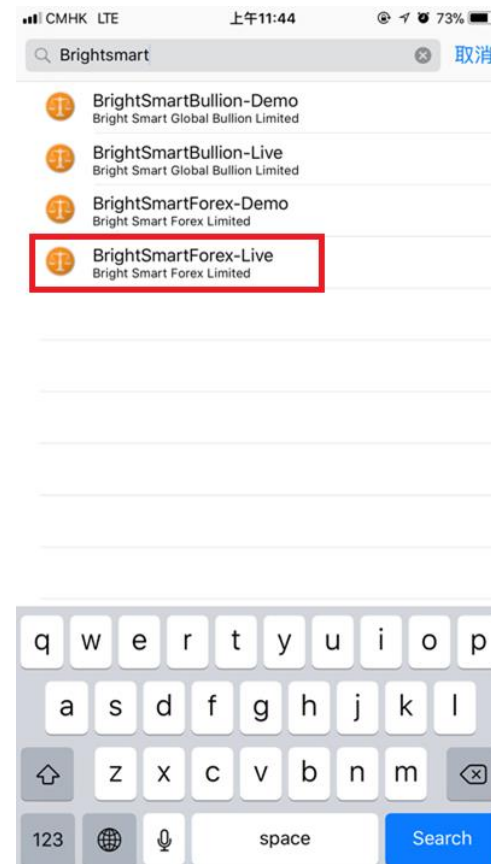 CMHK LTE 上午11:44 73%
Brightsmart 取消
BrightSmartBullion-Demo
Bright Smart Global Bullion Limited
BrightSmartBullion-Live
Bright Smart Global Bullion Limited
BrightSmartForex-Demo
Bright Smart Forex Limited
BrightSmartForex-Live
Bright Smart Forex Limited
q w e r t y u i o p
a s d f g h j k l
z x c v b n m
123 space Search